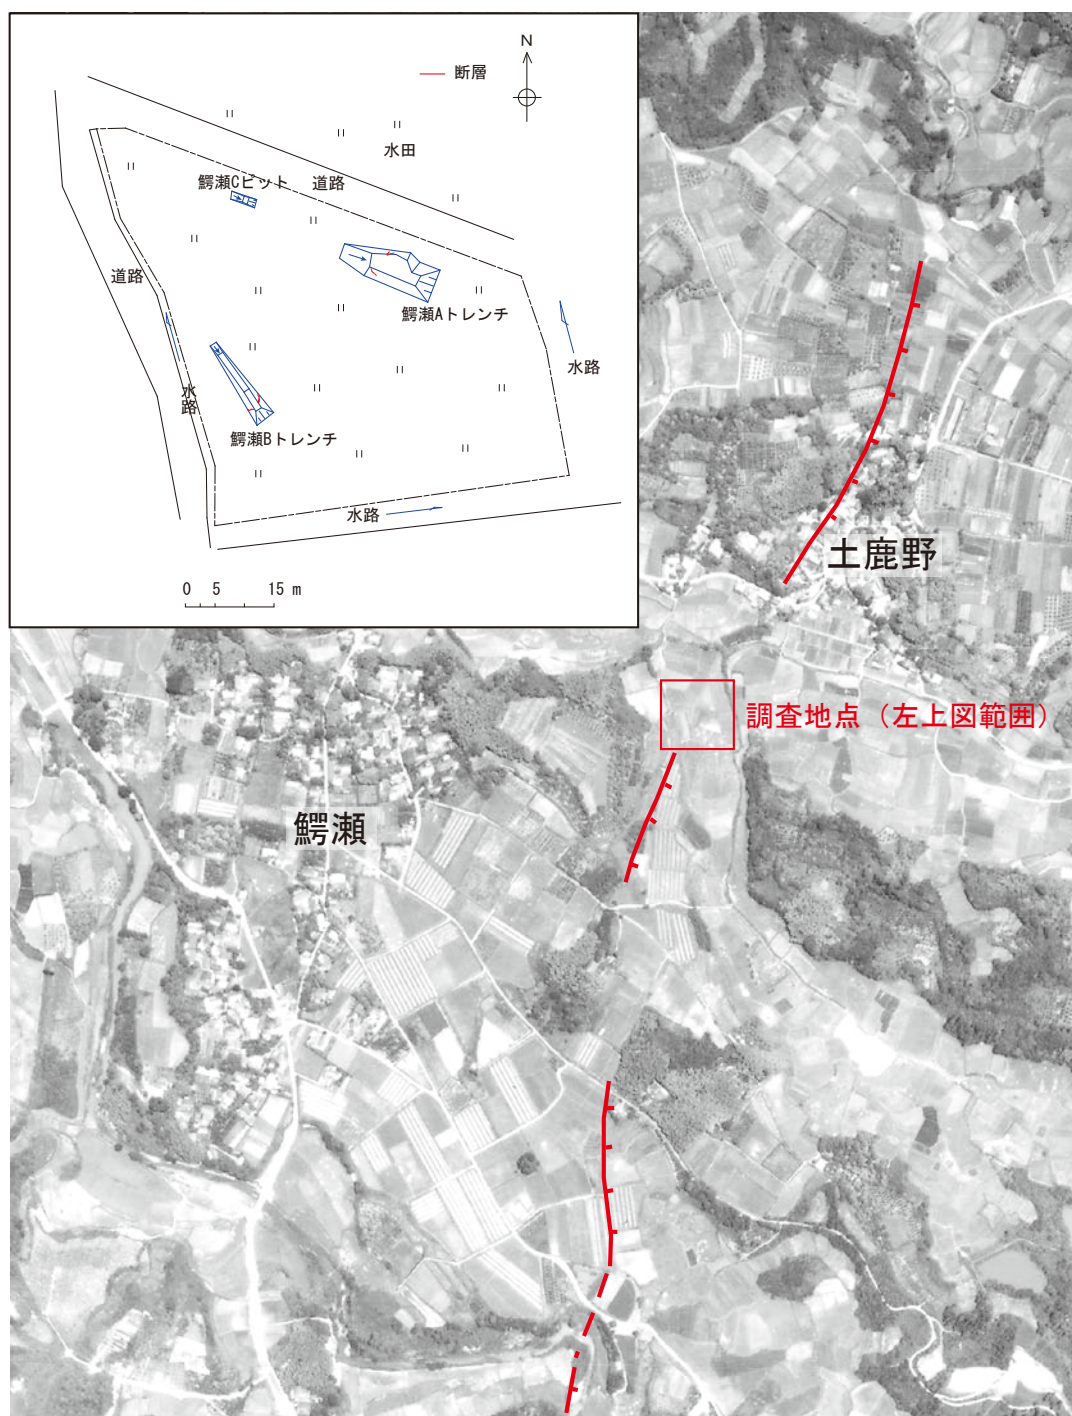 N
断層
水田
鰐瀬Cピット
道路
道路
鰐瀬Aトレンチ
水路
水路
鰐瀬Bトレンチ
水路
0 5 15 m
土鹿野
調査地点（左上図範囲）
鰐瀬